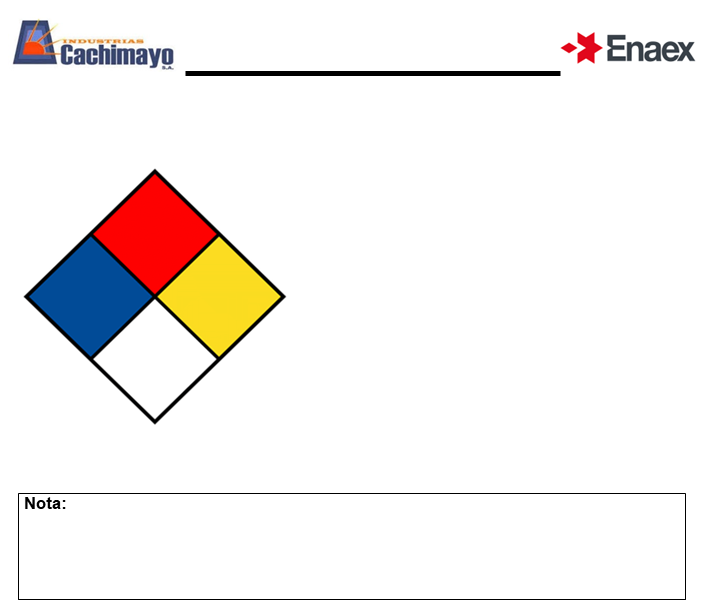 INDUSTRIAS
Cachimayo
S.A.
Enaex
Nota: